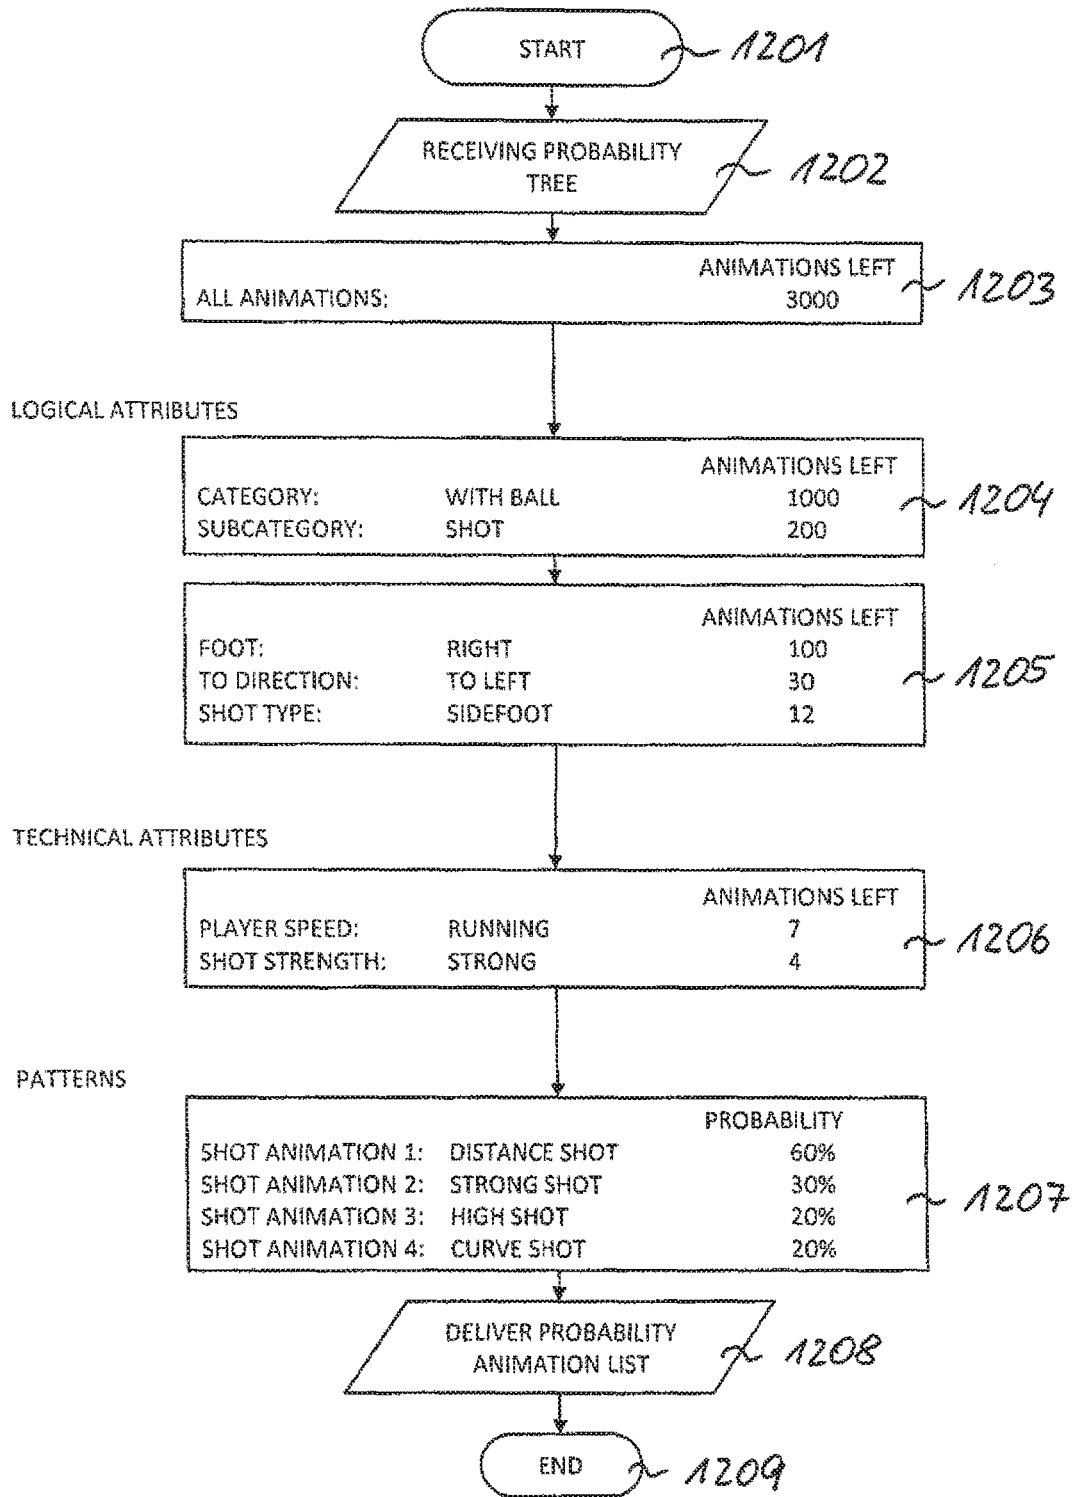 START
1201
RECEIVING PROBABILITY
TREE
1202
ANIMATIONS LEFT
ALL ANIMATIONS: 3000
1203
LOGICAL ATTRIBUTES
ANIMATIONS LEFT
CATEGORY: WITH BALL 1000
SUBCATEGORY: SHOT 200
1204
ANIMATIONS LEFT
FOOT: RIGHT 100
TO DIRECTION: TO LEFT 30
SHOT TYPE: SIDEFOOT 12
1205
TECHNICAL ATTRIBUTES
ANIMATIONS LEFT
PLAYER SPEED: RUNNING 7
SHOT STRENGTH: STRONG 4
1206
PATTERNS
PROBABILITY
SHOT ANIMATION 1: DISTANCE SHOT 60%
SHOT ANIMATION 2: STRONG SHOT 30%
SHOT ANIMATION 3: HIGH SHOT 20%
SHOT ANIMATION 4: CURVE SHOT 20%
1207
DELIVER PROBABILITY
ANIMATION LIST
1208
END
1209